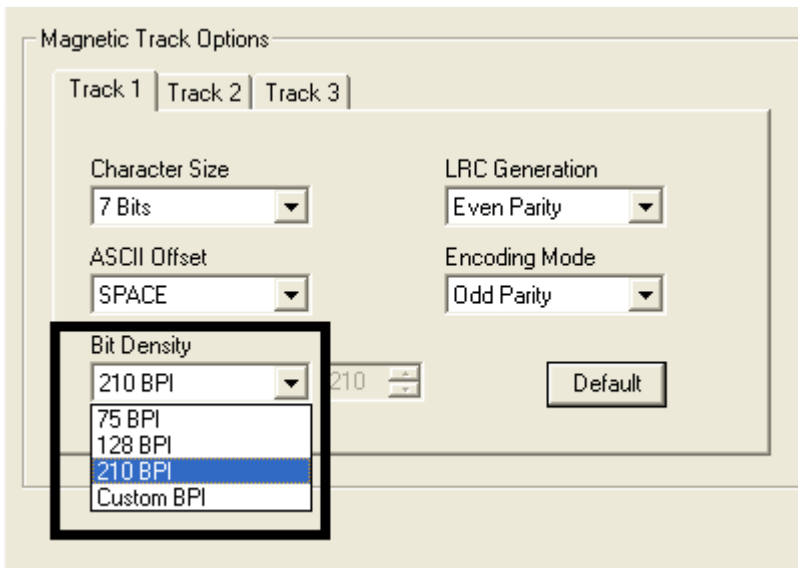 Magnetic Track Options
Track 1 Track 2 Track 3
Character Size LRC Generation
7 Bits Even Parity
ASCII Offset Encoding Mode
SPACE Odd Parity
Bit Density
210 BPI 210 Default
75 BPI
128 BPI
210 BPI
Custom BPI